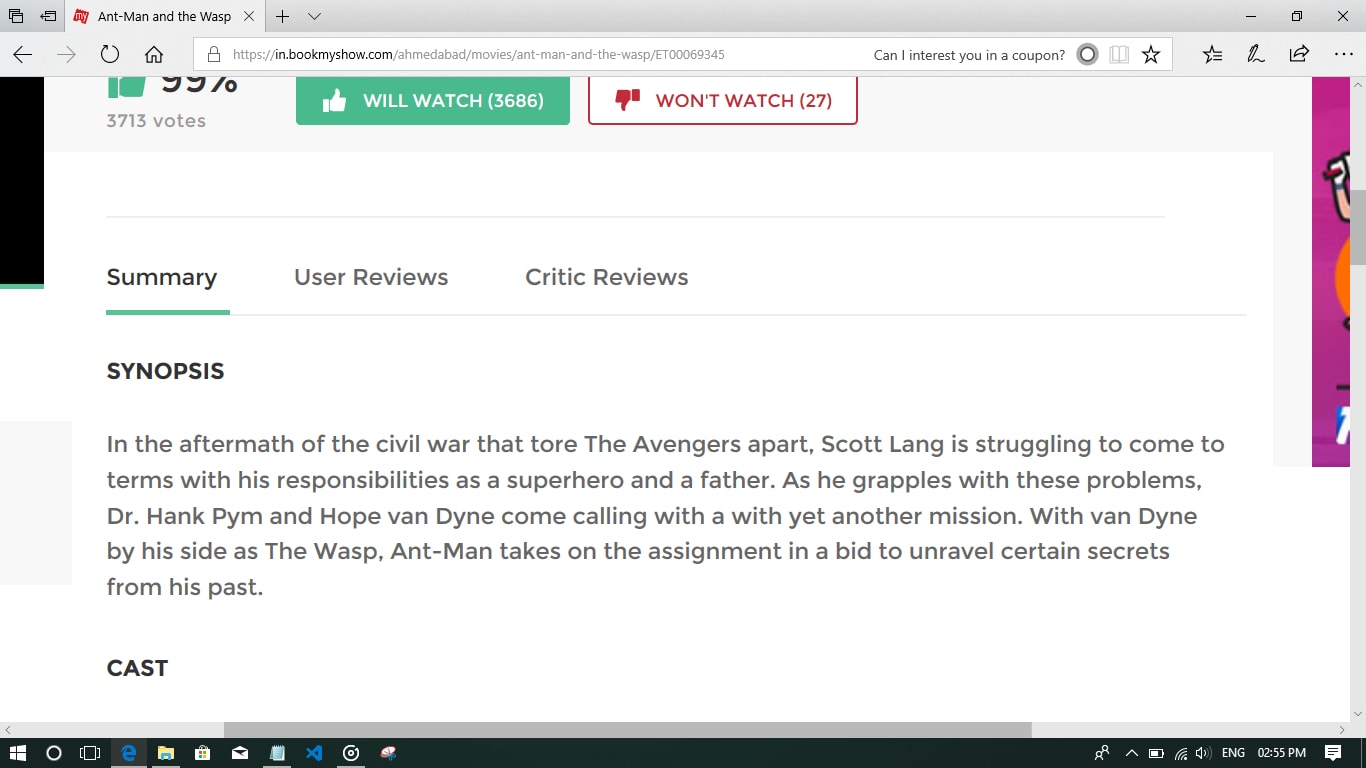 Ant-Man and the Wasp
https://in.bookmyshow.com/ahmedabad/movies/ant-man-and-the-wasp/ET00069345
Can I interest you in a coupon?
99%
3713 votes
WILL WATCH (3686)
WON'T WATCH (27)
Summary
User Reviews
Critic Reviews
SYNOPSIS
In the aftermath of the civil war that tore The Avengers apart, Scott Lang is struggling to come to
terms with his responsibilities as a superhero and a father. As he grapples with these problems,
Dr. Hank Pym and Hope van Dyne come calling with a with yet another mission. With van Dyne
by his side as The Wasp, Ant-Man takes on the assignment in a bid to unravel certain secrets
from his past.
CAST
ENG
02:55 PM